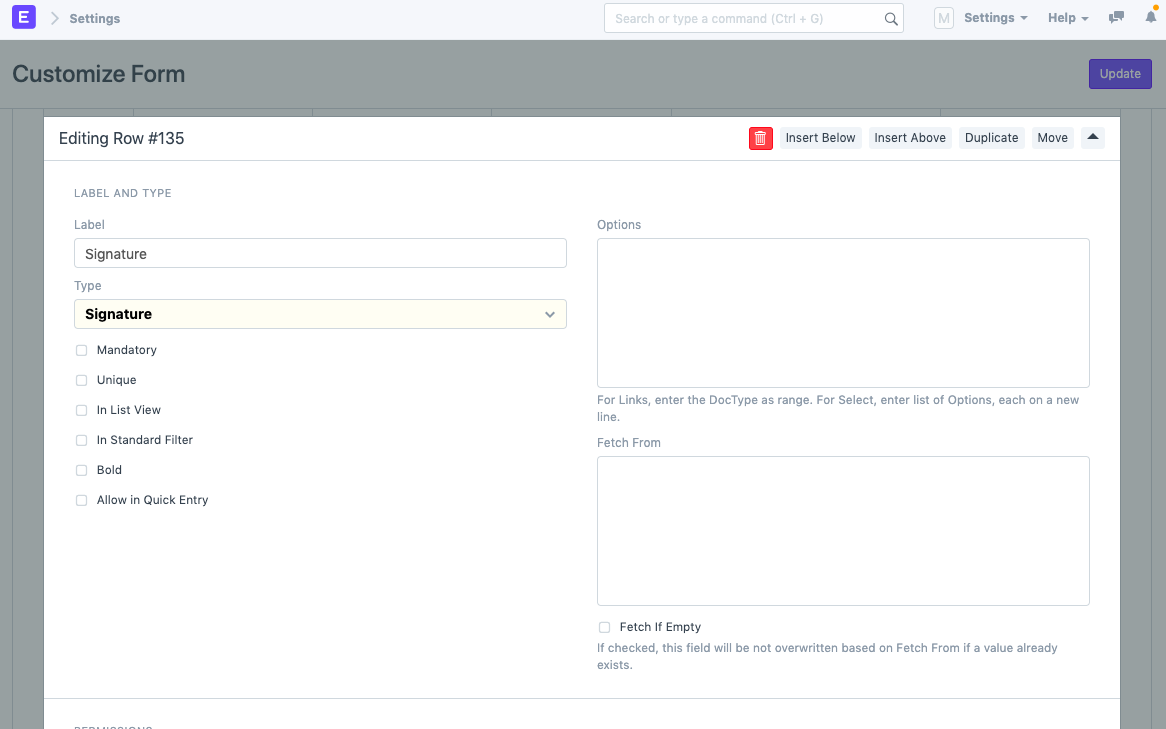 E
Settings
Search or type a command (Ctrl + G)
M
Settings
Help
Customize Form
Update
Editing Row #135
Insert Below
Insert Above
Duplicate
Move
LABEL AND TYPE
Label
Signature
Type
Signature
Mandatory
Unique
In List View
In Standard Filter
Bold
Allow in Quick Entry
Options
For Links, enter the DocType as range. For Select, enter list of Options, each on a new
line.
Fetch From
Fetch If Empty
If checked, this field will be not overwritten based on Fetch From if a value already
exists.
PERMISSIONS